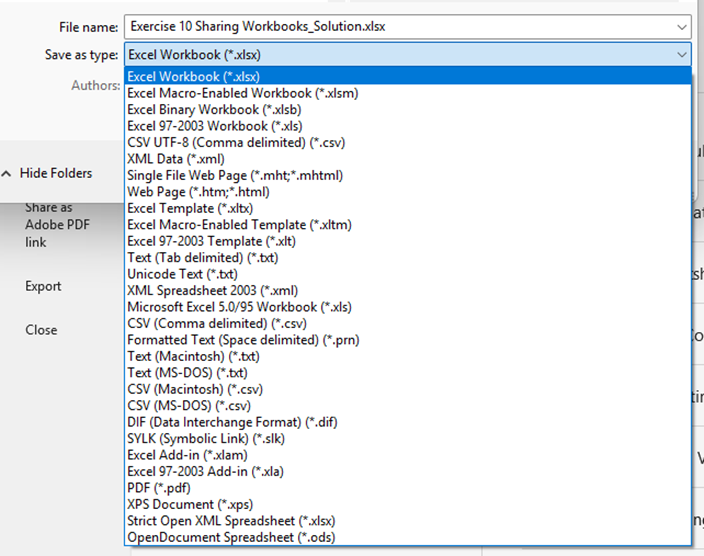 File name: Exercise 10 Sharing Workbooks_Solution.xlsx
Save as type: Excel Workbook (*.xlsx)
Authors:
Excel Workbook (*.xlsx)
Excel Macro-Enabled Workbook (*.xlsm)
Excel Binary Workbook (*.xlsb)
Excel 97-2003 Workbook (*.xls)
CSV UTF-8 (Comma delimited) (*.csv)
XML Data (*.xml)
Single File Web Page (*.mht;*.mhtml)
Web Page (*.htm;*.html)
Excel Template (*.xltx)
Excel Macro-Enabled Template (*.xltm)
Excel 97-2003 Template (*.xlt)
Text (Tab delimited) (*.txt)
Unicode Text (*.txt)
XML Spreadsheet 2003 (*.xml)
Microsoft Excel 5.0/95 Workbook (*.xls)
CSV (Comma delimited) (*.csv)
Formatted Text (Space delimited) (*.prn)
Text (Macintosh) (*.txt)
Text (MS-DOS) (*.txt)
CSV (Macintosh) (*.csv)
CSV (MS-DOS) (*.csv)
DIF (Data Interchange Format) (*.dif)
SYLK (Symbolic Link) (*.slk)
Excel Add-in (*.xlam)
Excel 97-2003 Add-in (*.xla)
PDF (*.pdf)
XPS Document (*.xps)
Strict Open XML Spreadsheet (*.xlsx)
OpenDocument Spreadsheet (*.ods)
Hide Folders
Share as
Adobe PDF
link
Export
Close